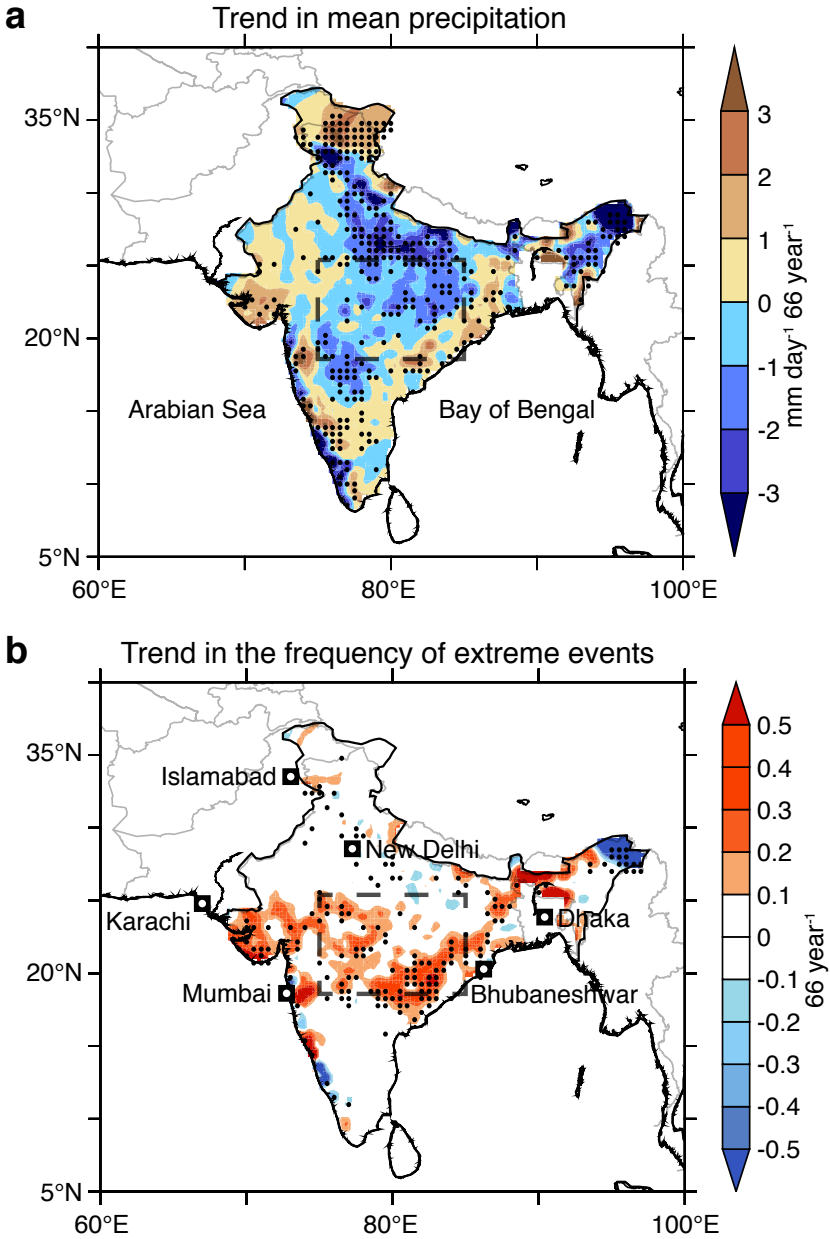 a
Trend in mean precipitation
35°N
20°N
5°N
60°E
80°E
100°E
Arabian Sea
Bay of Bengal
3
2
1
0
-1
-2
-3
mm day⁻¹ 66 year⁻¹
b
Trend in the frequency of extreme events
35°N
20°N
5°N
60°E
80°E
100°E
Islamabad
New Delhi
Karachi
Dhaka
Mumbai
Bhubaneshwar
0.5
0.4
0.3
0.2
0.1
0
-0.1
-0.2
-0.3
-0.4
-0.5
66 year⁻¹